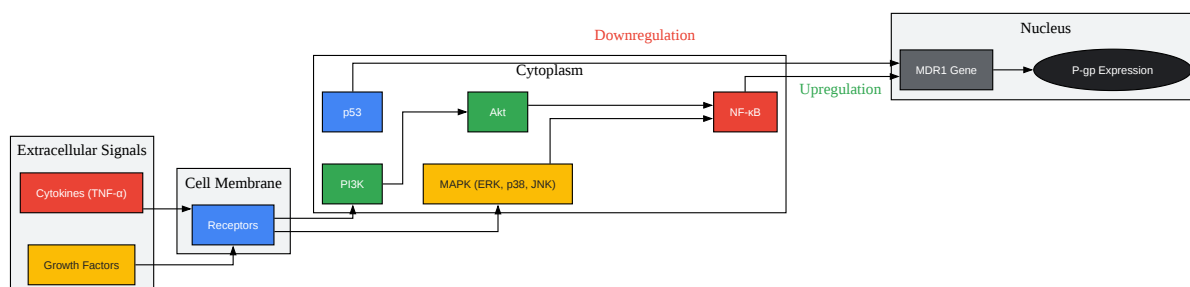 Extracellular Signals
Cytokines (TNF-α)
Growth Factors
Cell Membrane
Receptors
Cytoplasm
p53
Akt
NF-κB
PI3K
MAPK (ERK, p38, JNK)
Downregulation
Upregulation
Nucleus
MDR1 Gene
P-gp Expression